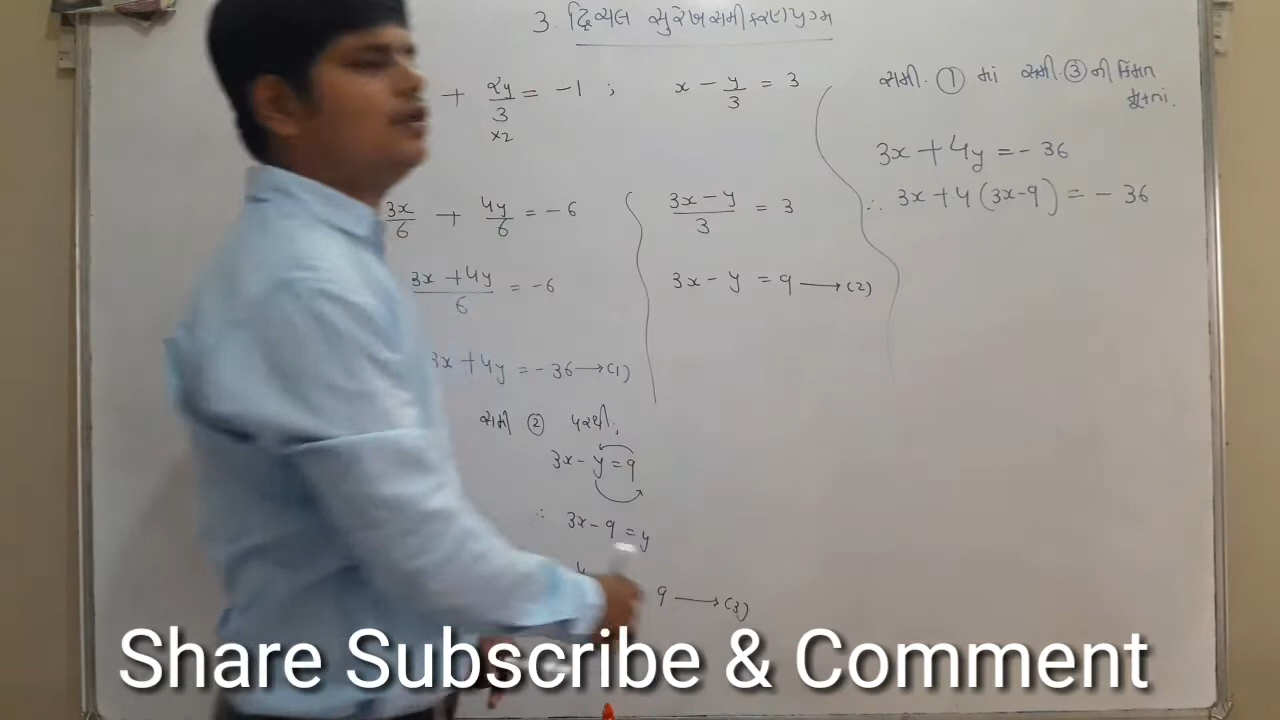 3. દ્વિચલ સુરેખ સમીકરણયુગ્મ
+ 2y/3 = -1 ; x - y/3 = 3
×2
3x/6 + 4y/6 = -6
(3x + 4y)/6 = -6
3x + 4y = -36 → (1)
સમી ② પરથી,
3x - y = 9
∴ 3x - 9 = y
9 → (3)
(3x - y)/3 = 3
3x - y = 9 → (2)
સમી. ① માં સમી. ③ ની કિંમત
મૂકતાં.
3x + 4y = - 36
∴ 3x + 4 (3x-9) = - 36
Share Subscribe & Comment